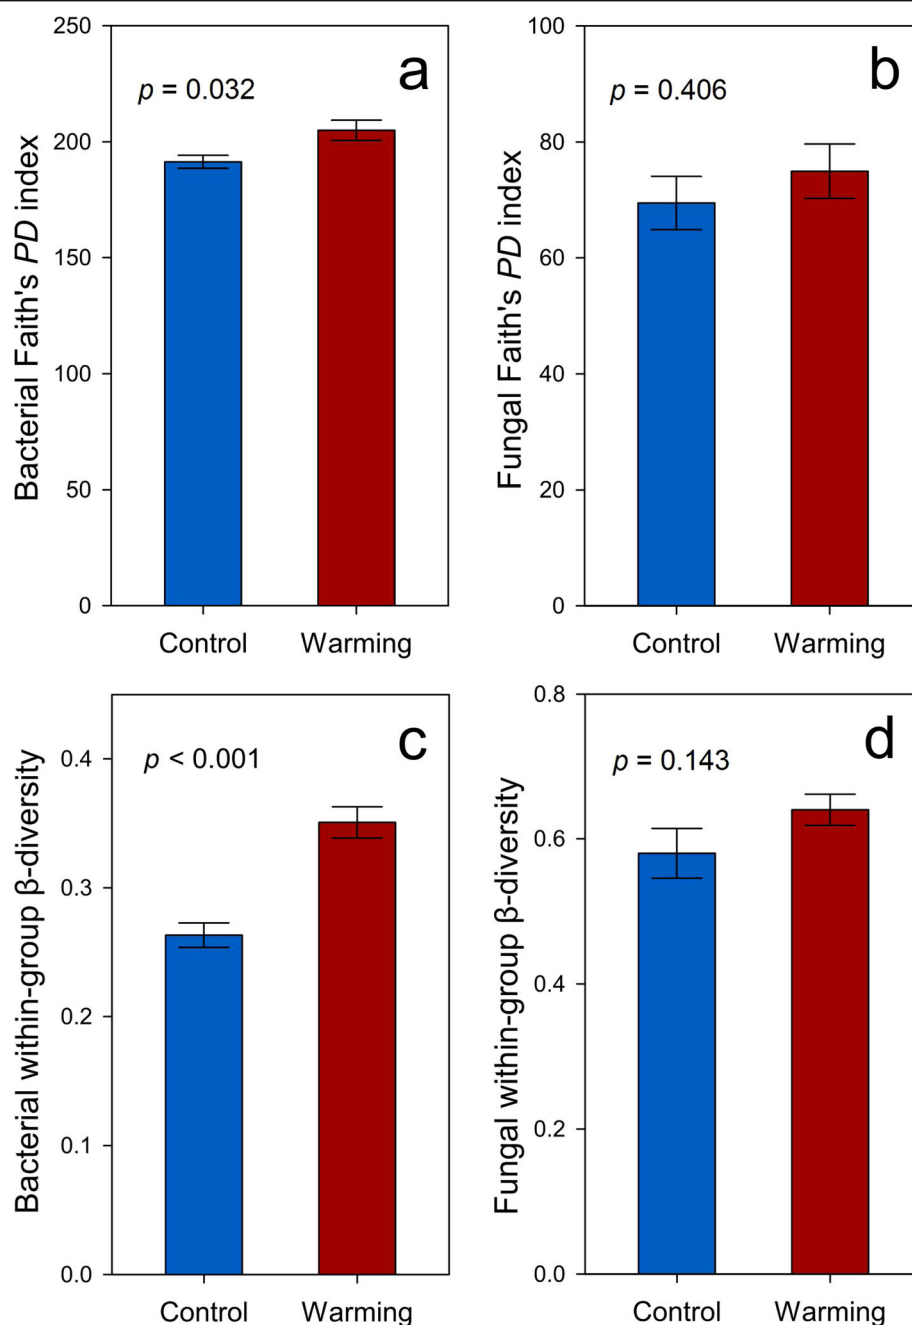 Bacterial Faith's PD index
250
200
150
100
50
0
p = 0.032
a
Control
Warming
Fungal Faith's PD index
100
80
60
40
20
0
p = 0.406
b
Control
Warming
Bacterial within-group β-diversity
0.4
0.3
0.2
0.1
0.0
p < 0.001
c
Control
Warming
Fungal within-group β-diversity
0.8
0.6
0.4
0.2
0.0
p = 0.143
d
Control
Warming